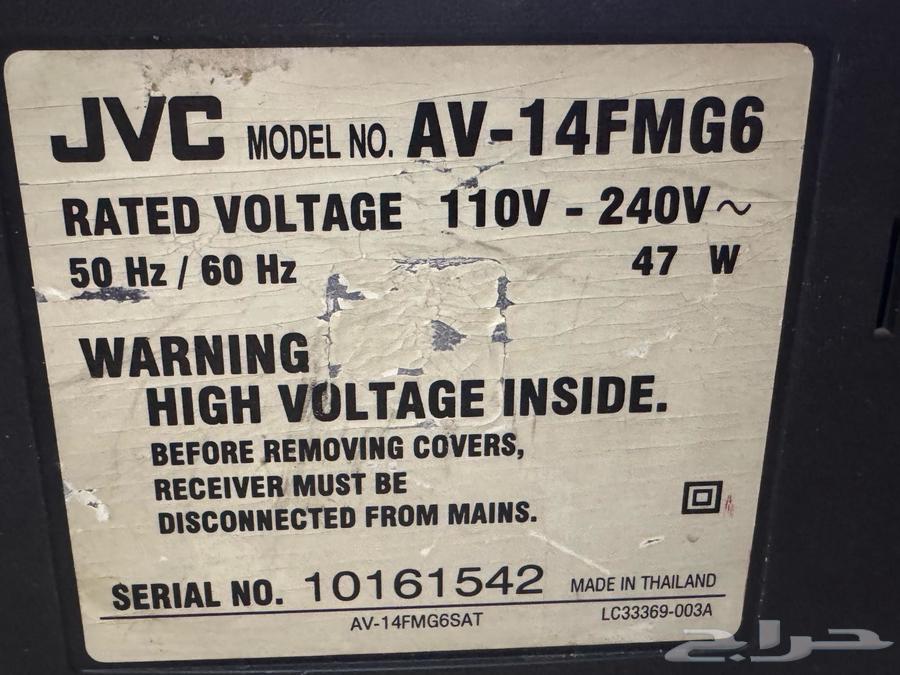 JVC MODEL NO. AV-14FMG6
RATED VOLTAGE 110V - 240V ~
50 Hz / 60 Hz 47 W
WARNING
HIGH VOLTAGE INSIDE.
BEFORE REMOVING COVERS,
RECEIVER MUST BE
DISCONNECTED FROM MAINS.
SERIAL NO. 10161542 MADE IN THAILAND
AV-14FMG6SAT LC33369-003A
حراج